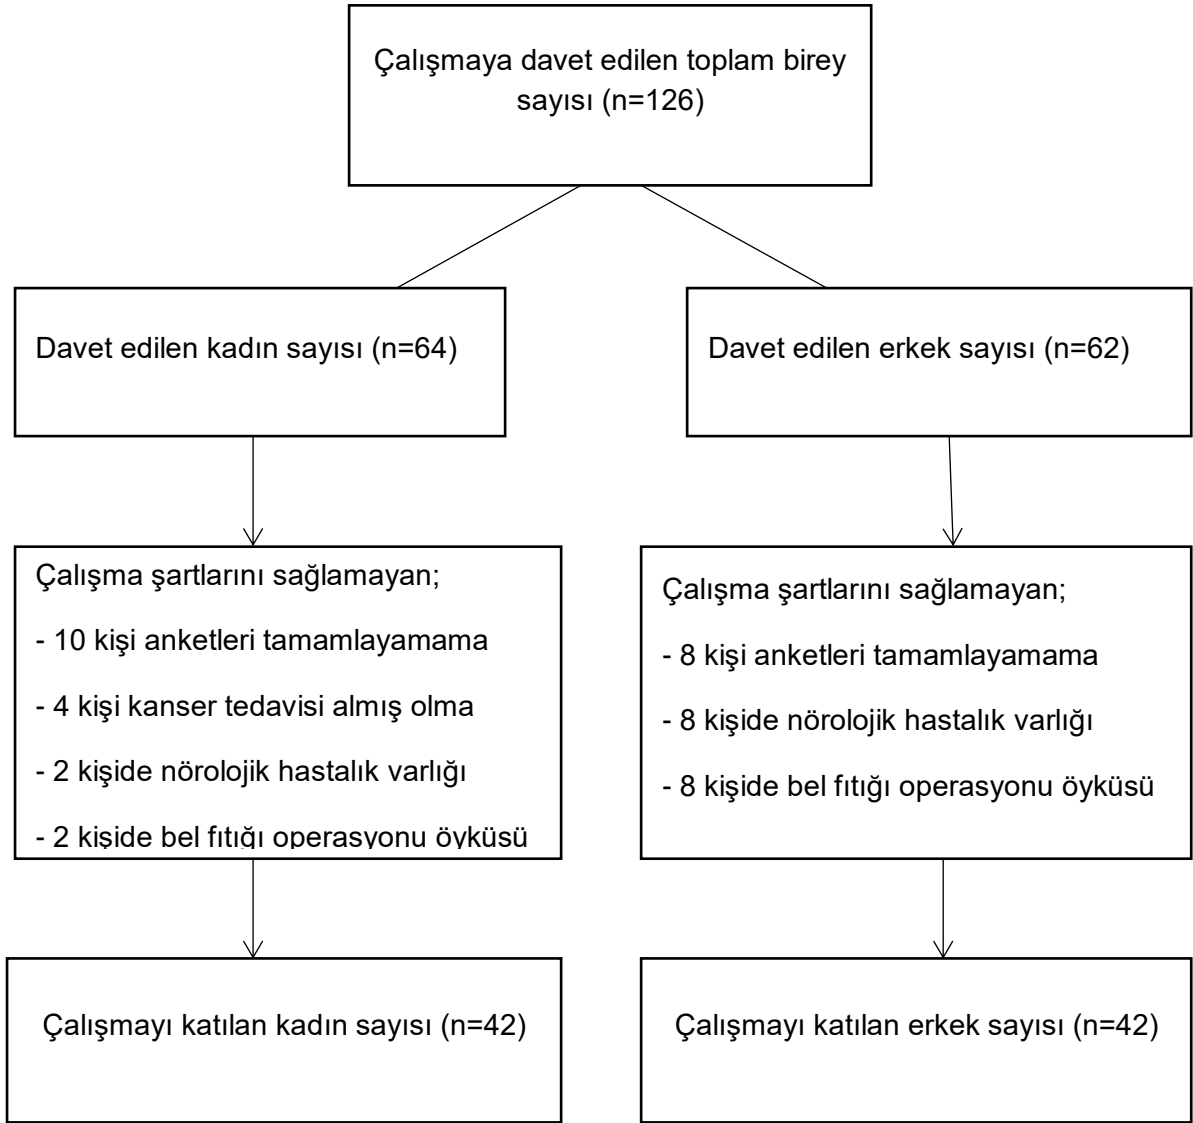 Çalışmaya davet edilen toplam birey
sayısı (n=126)
Davet edilen kadın sayısı (n=64)
Davet edilen erkek sayısı (n=62)
Çalışma şartlarını sağlamayan;
- 10 kişi anketleri tamamlayamama
- 4 kişi kanser tedavisi almış olma
- 2 kişide nörolojik hastalık varlığı
- 2 kişide bel fıtığı operasyonu öyküsü
Çalışma şartlarını sağlamayan;
- 8 kişi anketleri tamamlayamama
- 8 kişide nörolojik hastalık varlığı
- 8 kişide bel fıtığı operasyonu öyküsü
Çalışmayı katılan kadın sayısı (n=42)
Çalışmayı katılan erkek sayısı (n=42)